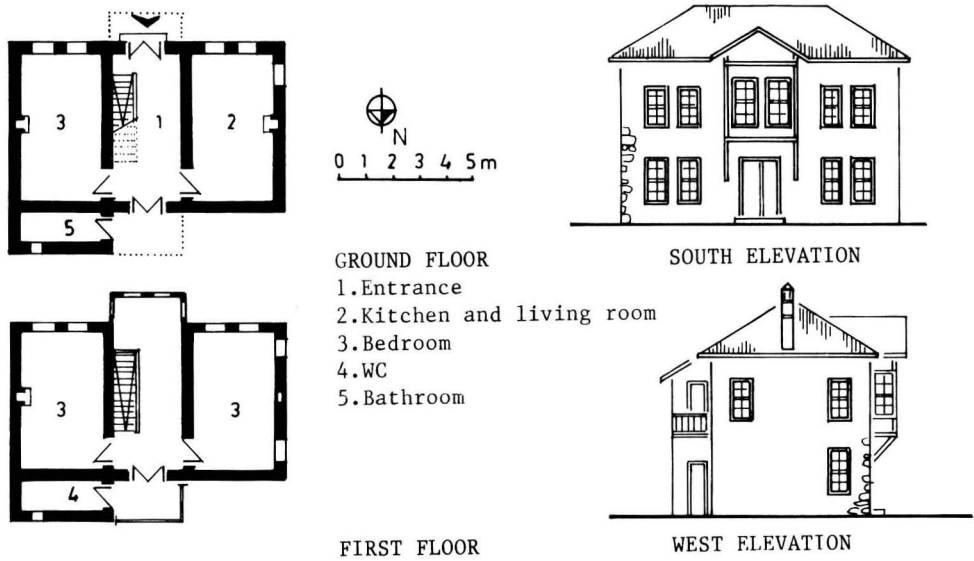 3
1
2
5
N
0 1 2 3 4 5m
SOUTH ELEVATION
GROUND FLOOR
1.Entrance
2.Kitchen and living room
3.Bedroom
4.WC
5.Bathroom
3
3
4
FIRST FLOOR
WEST ELEVATION